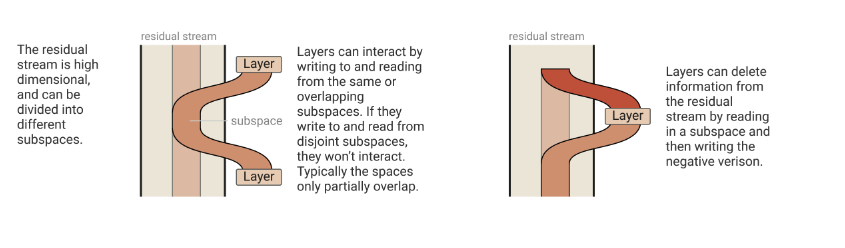 The residual
stream is high
dimensional,
and can be
divided into
different
subspaces.
residual stream
Layer
subspace
Layer
Layers can interact by
writing to and reading
from the same or
overlapping
subspaces. If they
write to and read from
disjoint subspaces,
they won't interact.
Typically the spaces
only partially overlap.
residual stream
Layer
Layers can delete
information from
the residual
stream by reading
in a subspace and
then writing the
negative verison.